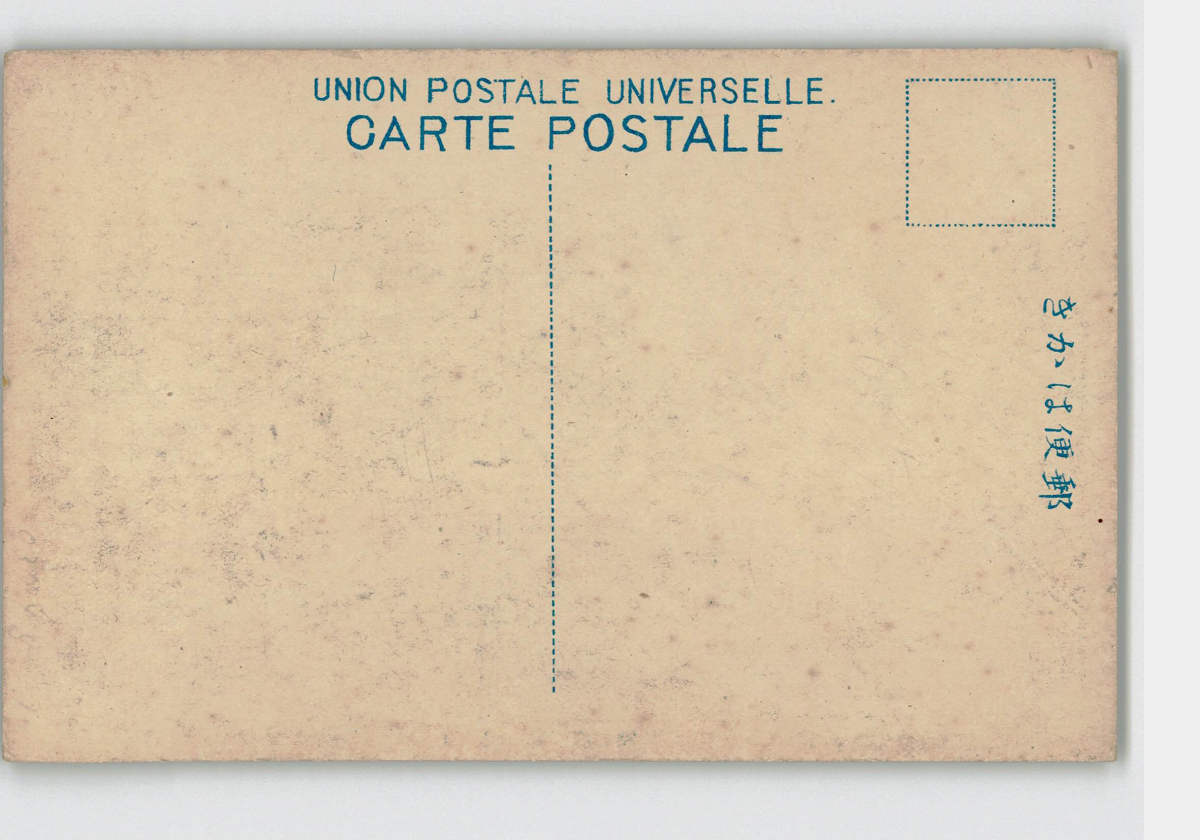 UNION POSTALE UNIVERSELLE.
CARTE POSTALE
きかは便郵